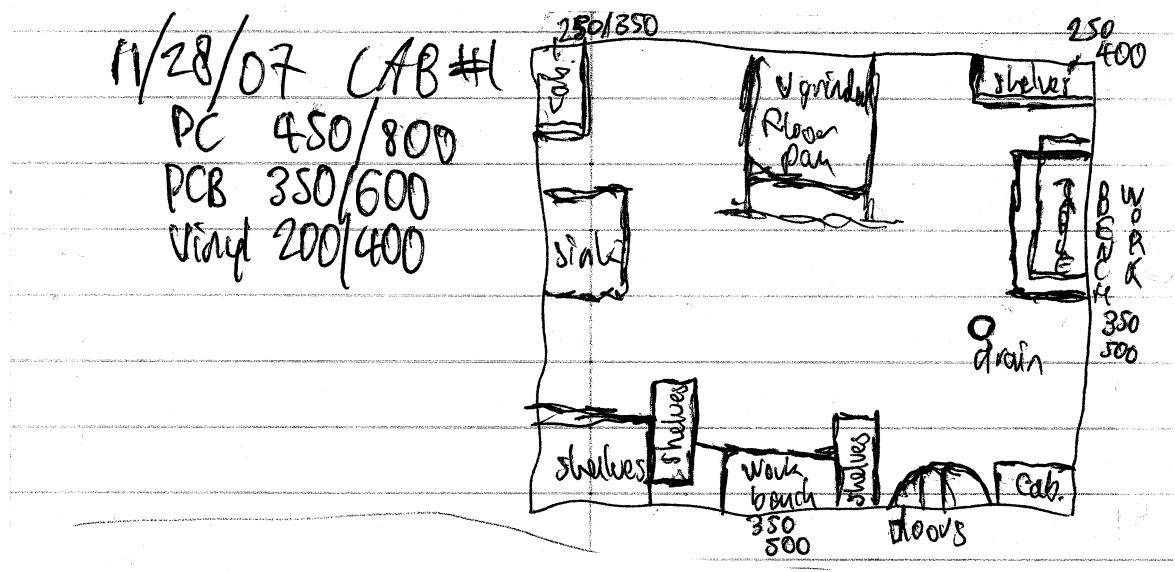 11/28/07 CAB #1
PC 450/800
PCB 350/600
Vinyl 200/400
250/350
cab.
sink
shelves
shelves
work
bench
350
500
shelves
doors
cab.
drain
Floor
pan
shelves
250
400
WORK
BENCH
350
500